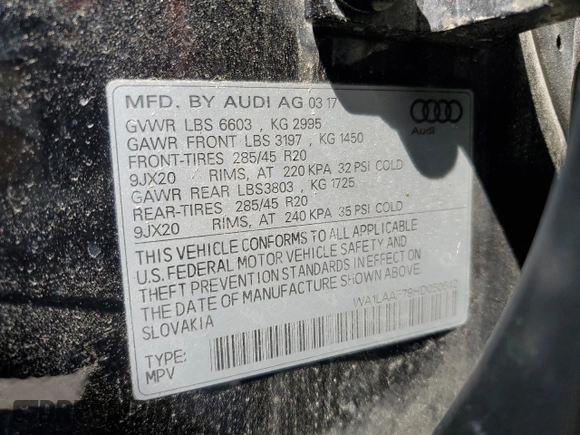 MFD. BY AUDI AG 03 17
Audi
GVWR LBS 6603 , KG 2995
GAWR FRONT LBS 3197 , KG 1450
FRONT-TIRES 285/45 R20
9JX20 RIMS, AT 220 KPA 32 PSI COLD
GAWR REAR LBS3803 , KG 1725
REAR-TIRES 285/45 R20
9JX20 RIMS, AT 240 KPA 35 PSI COLD
THIS VEHICLE CONFORMS TO ALL APPLICABLE
U.S. FEDERAL MOTOR VEHICLE SAFETY AND
THEFT PREVENTION STANDARDS IN EFFECT ON
THE DATE OF MANUFACTURE SHOWN ABOVE.
SLOVAKIA
TYPE:
MPV